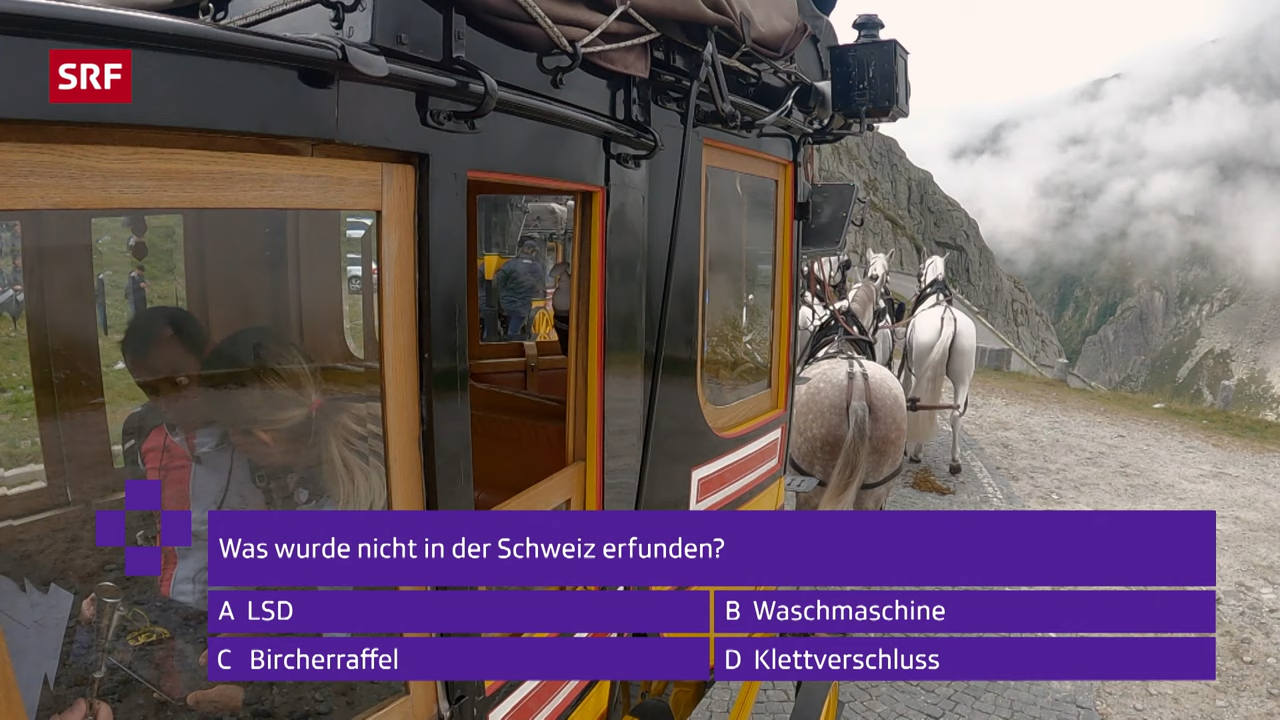 SRF
Was wurde nicht in der Schweiz erfunden?
A LSD
B Waschmaschine
C Bircherraffel
D Klettverschluss